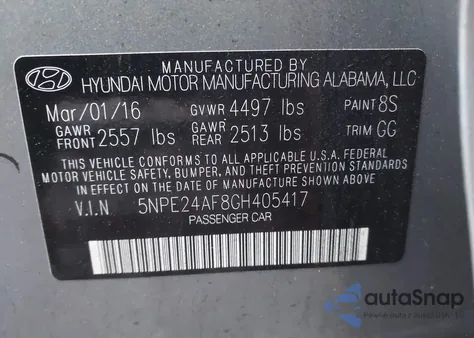 MANUFACTURED BY
HYUNDAI MOTOR MANUFACTURING ALABAMA, LLC
Mar/01/16 GVWR 4497 lbs PAINT 8S
GAWR FRONT 2557 lbs GAWR REAR 2513 lbs TRIM GG
THIS VEHICLE CONFORMS TO ALL APPLICABLE U.S.A. FEDERAL
MOTOR VEHICLE SAFETY, BUMPER, AND THEFT PREVENTION STANDARDS
IN EFFECT ON THE DATE OF MANUFACTURE SHOWN ABOVE.
V.I.N 5NPE24AF8GH405417
PASSENGER CAR
autoSnap